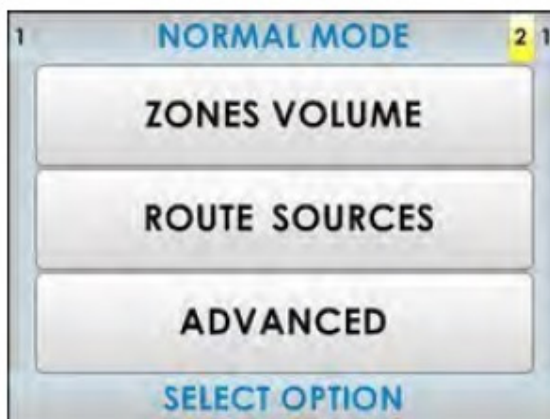 1 NORMAL MODE 2 1
ZONES VOLUME
ROUTE SOURCES
ADVANCED
SELECT OPTION